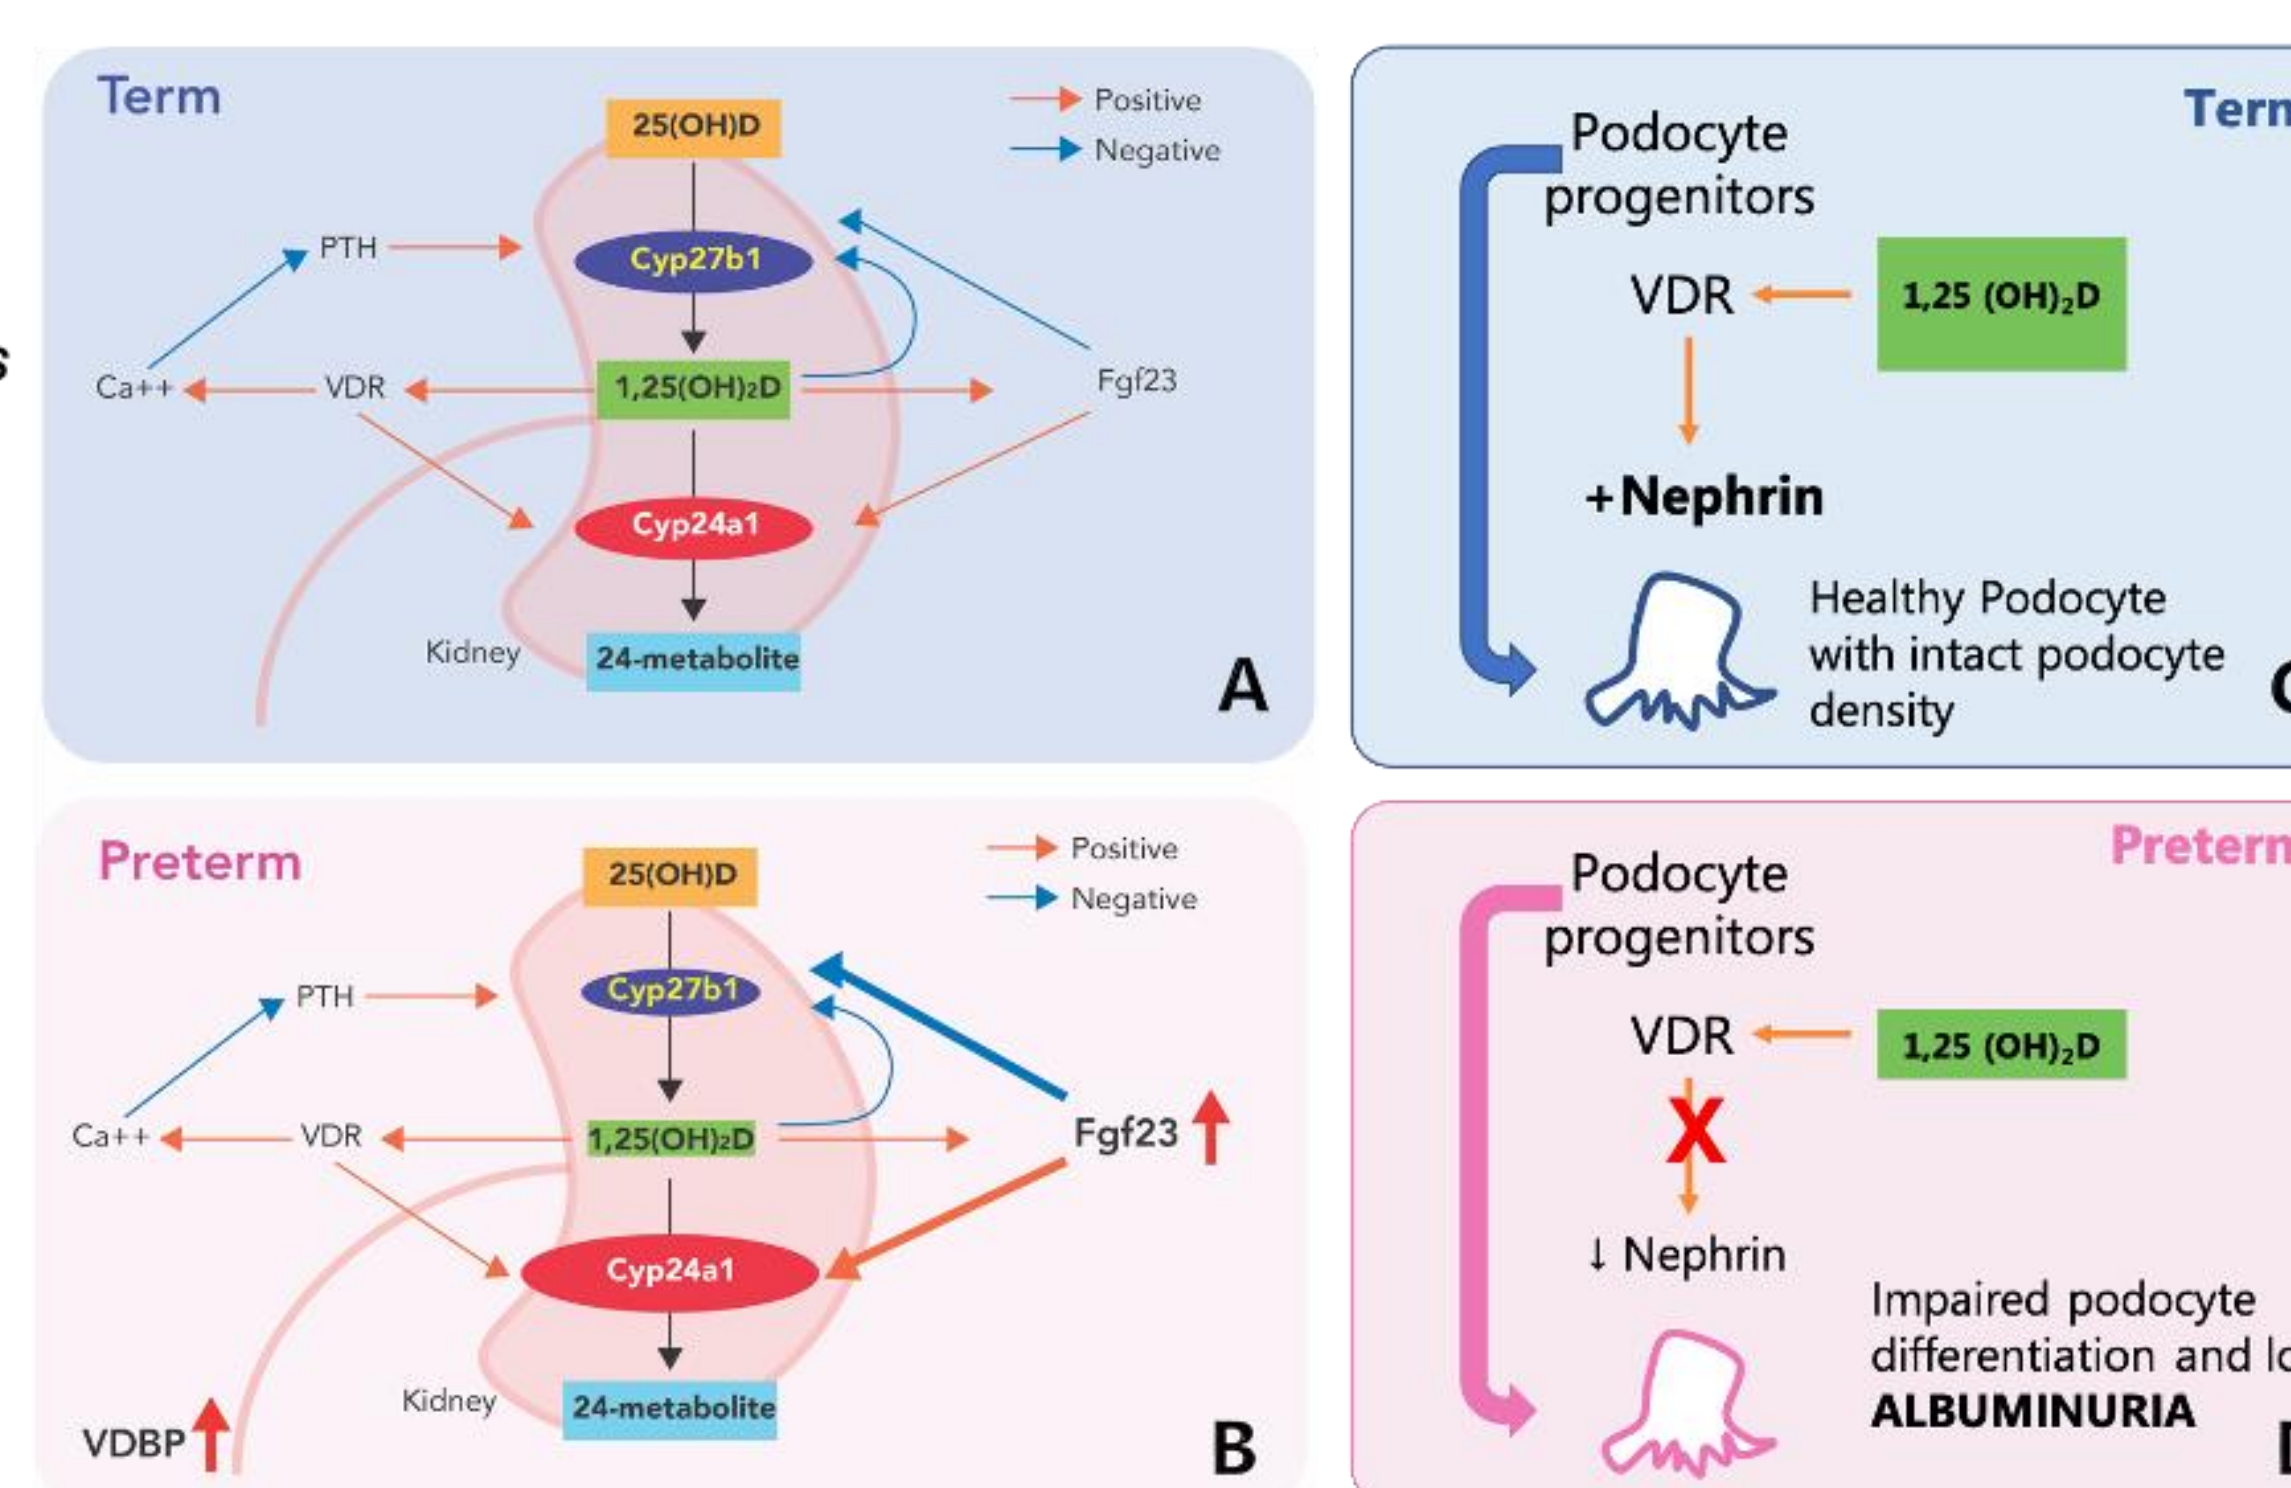 Term
Positive
Negative
25(OH)D
Cyp27b1
PTH
Ca++
VDR
1,25(OH)₂D
Fgf23
Cyp24a1
Kidney
24-metabolite
A
Podocyte
progenitors
VDR
1,25 (OH)₂D
+Nephrin
Healthy Podocyte
with intact podocyte
density
Preterm
Positive
Negative
25(OH)D
Cyp27b1
PTH
Ca++
VDR
1,25(OH)₂D
Fgf23
Cyp24a1
Kidney
24-metabolite
VDBP
B
Podocyte
progenitors
VDR
1,25 (OH)₂D
X
↓ Nephrin
Impaired podocyte
differentiation and
ALBUMINURIA